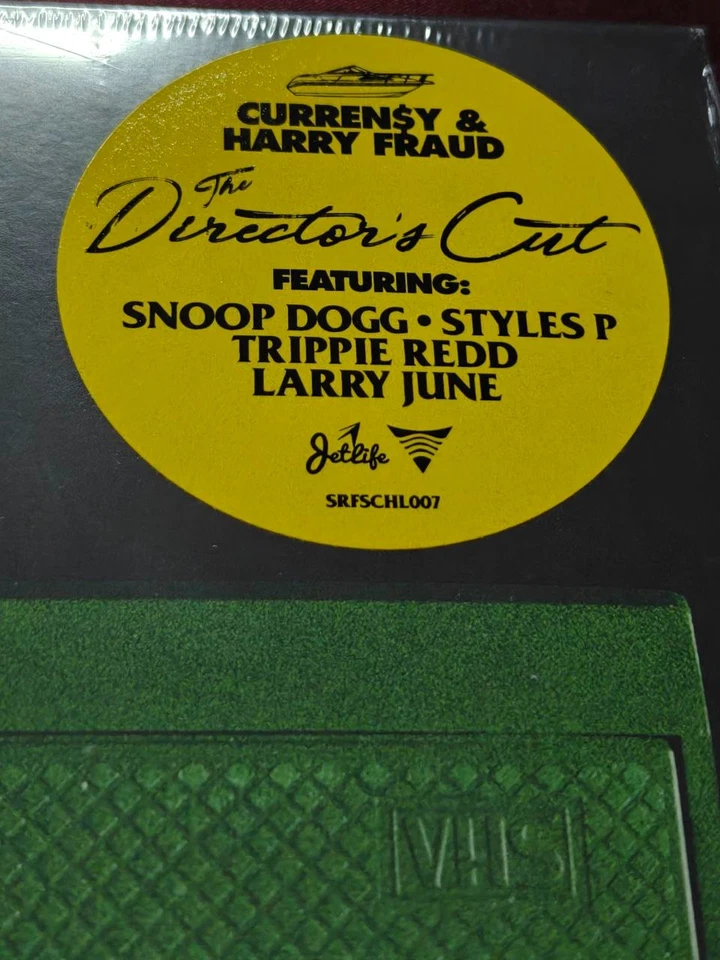 CURREN$Y &
HARRY FRAUD
The
Director's Cut
FEATURING:
SNOOP DOGG • STYLES P
TRIPPIE REDD
LARRY JUNE
Jetlife
SRFSCHL007
VHS